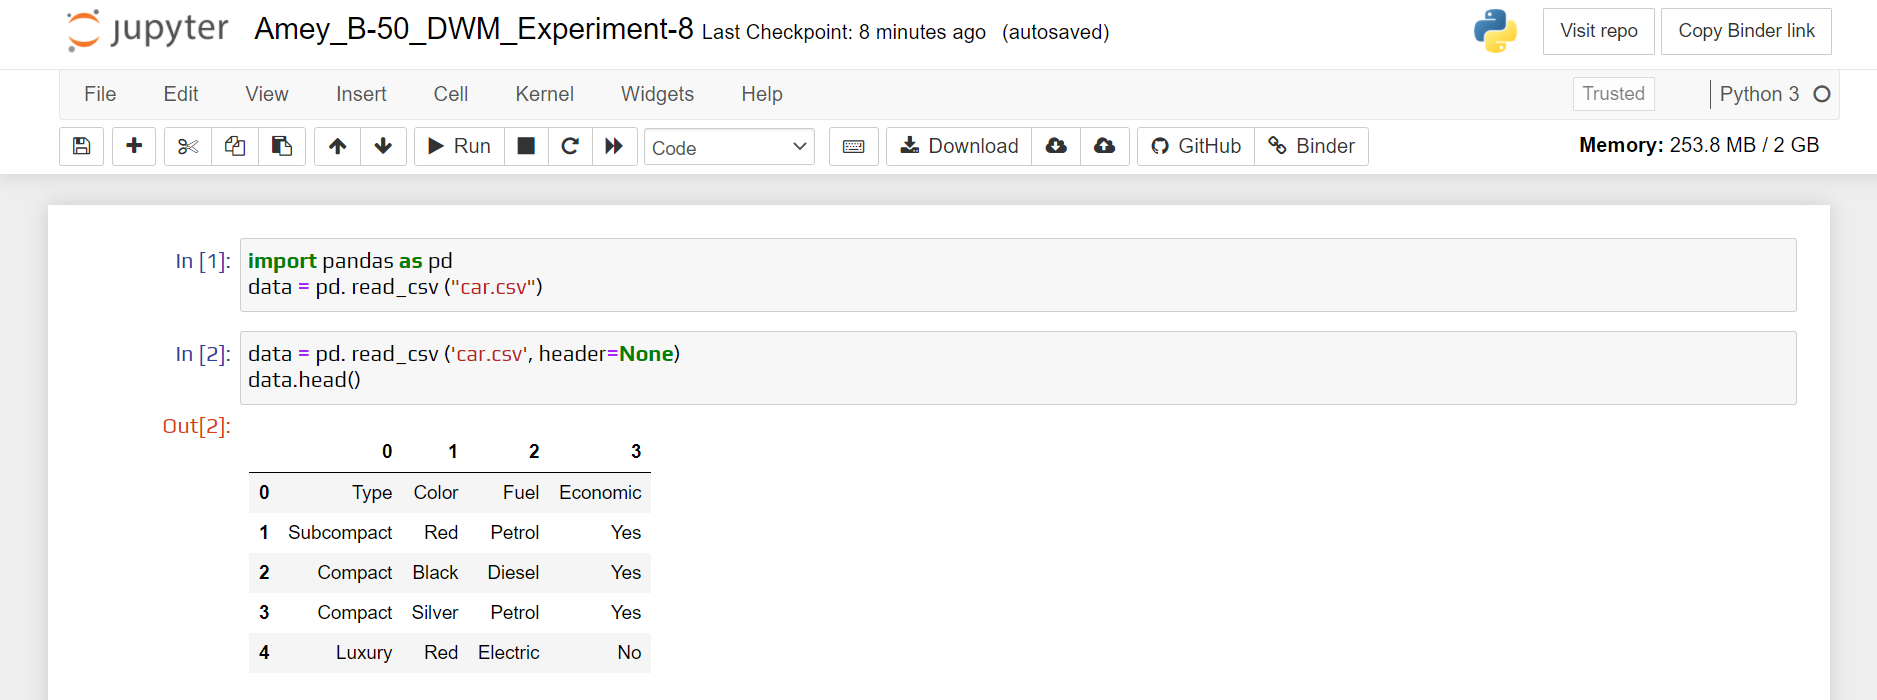 jupyter Amey_B-50_DWM_Experiment-8 Last Checkpoint: 8 minutes ago (autosaved) Visit repo Copy Binder link
File Edit View Insert Cell Kernel Widgets Help Trusted Python 3
Run Code Download GitHub Binder Memory: 253.8 MB / 2 GB
In [1]: import pandas as pd
data = pd. read_csv ("car.csv")
In [2]: data = pd. read_csv ('car.csv', header=None)
data.head()
Out[2]:
0 1 2 3
0 Type Color Fuel Economic
1 Subcompact Red Petrol Yes
2 Compact Black Diesel Yes
3 Compact Silver Petrol Yes
4 Luxury Red Electric No